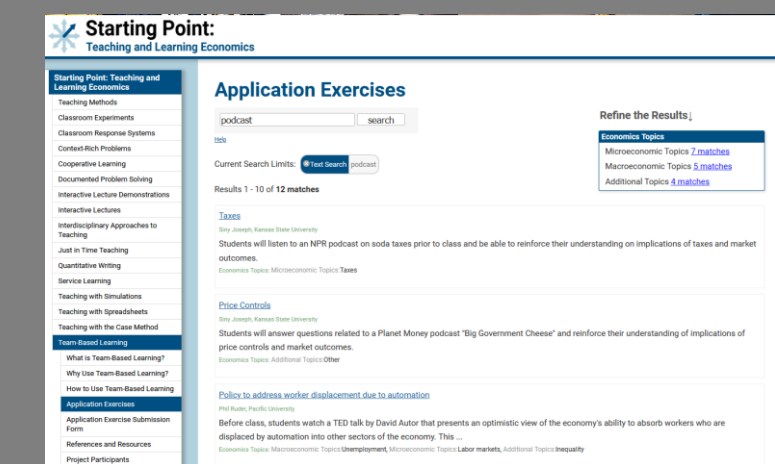 Starting Point:
Teaching and Learning Economics
Starting Point: Teaching and
Learning Economics
Teaching Methods
Classroom Experiments
Classroom Response Systems
Context-Rich Problems
Cooperative Learning
Documented Problem Solving
Interactive Lecture Demonstrations
Interactive Lectures
Interdisciplinary Approaches to
Teaching
Just in Time Teaching
Quantitative Writing
Service Learning
Teaching with Simulations
Teaching with Spreadsheets
Teaching with the Case Method
Team-Based Learning
What is Team-Based Learning?
Why Use Team-Based Learning?
How to Use Team-Based Learning
Application Exercises
Application Exercise Submission
Form
References and Resources
Project Participants
Application Exercises
podcast search
Help
Current Search Limits: Text Search podcast
Results 1 - 10 of 12 matches
Refine the Results↓
Economics Topics
Microeconomic Topics 7 matches
Macroeconomic Topics 5 matches
Additional Topics 4 matches
Taxes
Siny Joseph, Kansas State University
Students will listen to an NPR podcast on soda taxes prior to class and be able to reinforce their understanding on implications of taxes and market
outcomes.
Economics Topics: Microeconomic Topics:Taxes
Price Controls
Siny Joseph, Kansas State University
Students will answer questions related to a Planet Money podcast "Big Government Cheese" and reinforce their understanding of implications of
price controls and market outcomes.
Economics Topics: Additional Topics:Other
Policy to address worker displacement due to automation
Phil Ruder, Pacific University
Before class, students watch a TED talk by David Autor that presents an optimistic view of the economy's ability to absorb workers who are
displaced by automation into other sectors of the economy. This ...
Economics Topics: Macroeconomic Topics:Unemployment, Microeconomic Topics:Labor markets, Additional Topics:Inequality